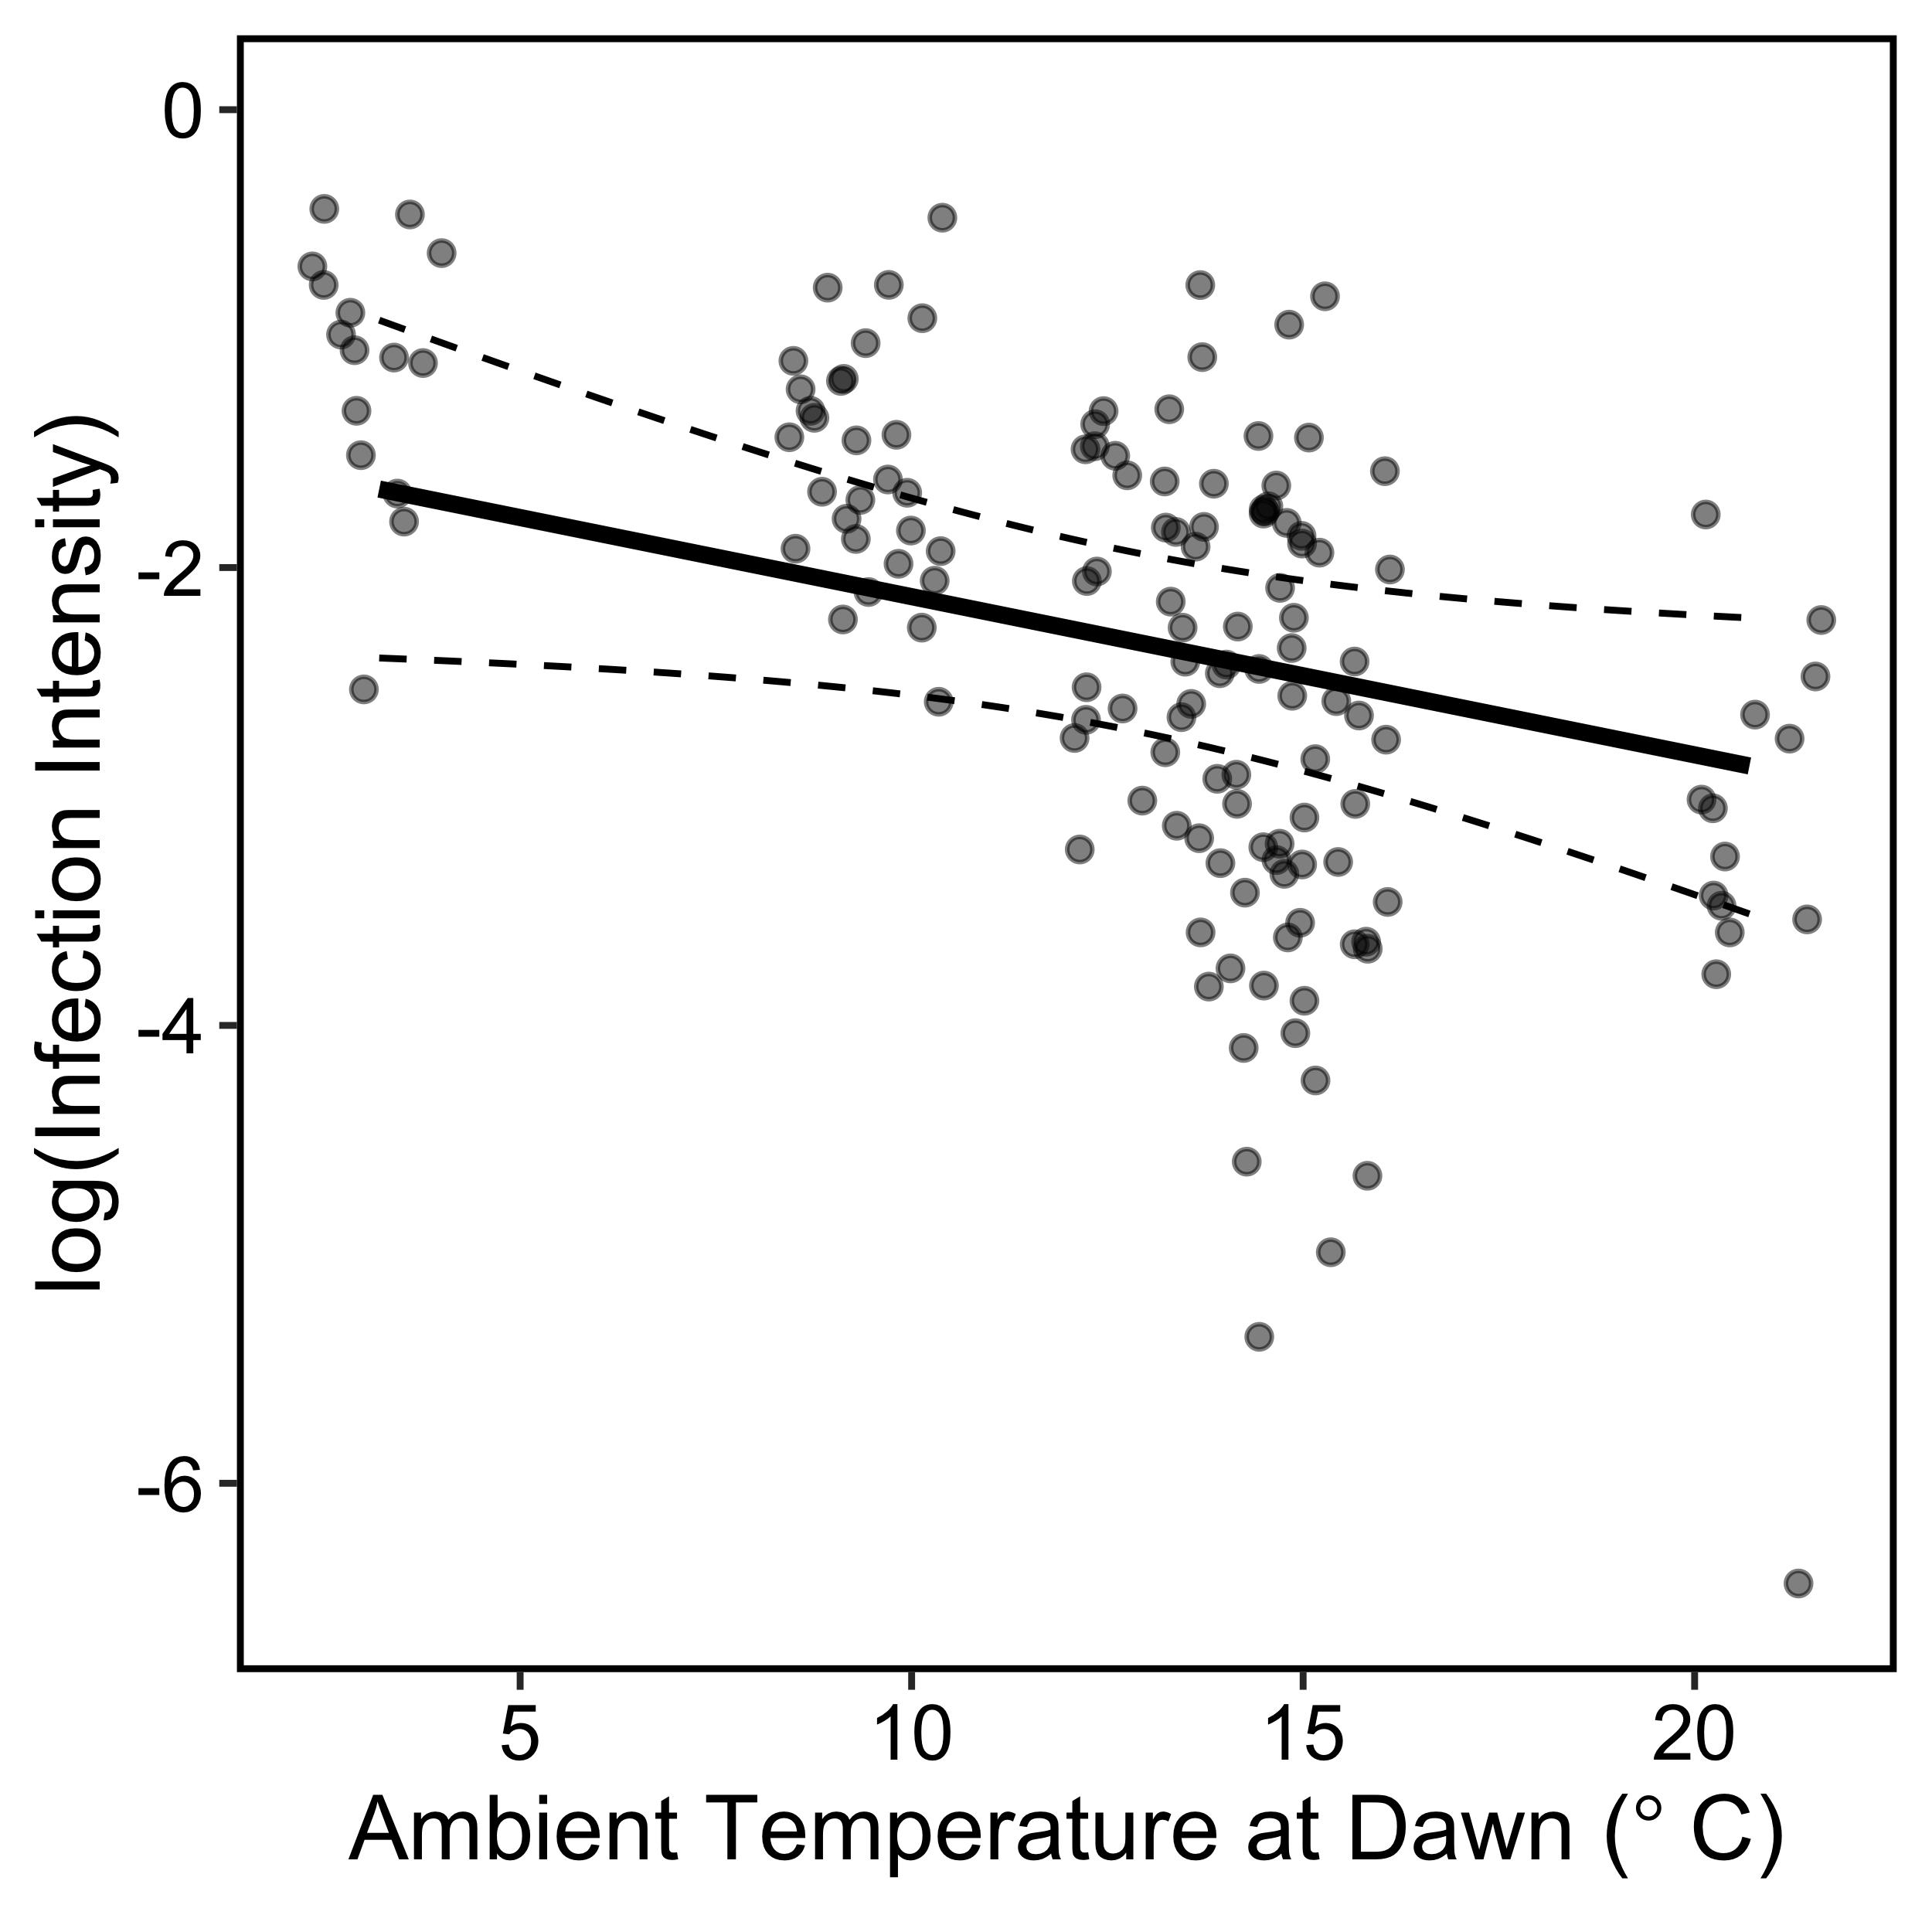 log(Infection Intensity)
0
-2
-4
-6
5 10 15 20
Ambient Temperature at Dawn (° C)